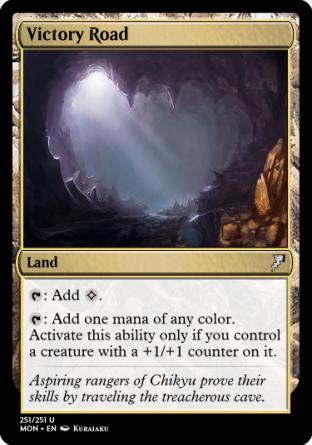 Victory Road
Land
: Add .
: Add one mana of any color.
Activate this ability only if you control
a creature with a +1/+1 counter on it.
Aspiring rangers of Chikyu prove their
skills by traveling the treacherous cave.
251/251 U
MON • EN Kuraiaku